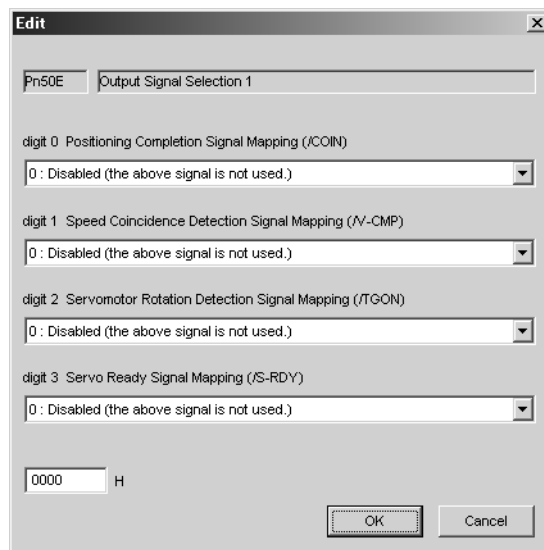 Edit
Pn50E Output Signal Selection 1
digit 0 Positioning Completion Signal Mapping (/COIN)
0 : Disabled (the above signal is not used.)
digit 1 Speed Coincidence Detection Signal Mapping (/V-CMP)
0 : Disabled (the above signal is not used.)
digit 2 Servomotor Rotation Detection Signal Mapping (/TGON)
0 : Disabled (the above signal is not used.)
digit 3 Servo Ready Signal Mapping (/S-RDY)
0 : Disabled (the above signal is not used.)
0000 H
OK Cancel